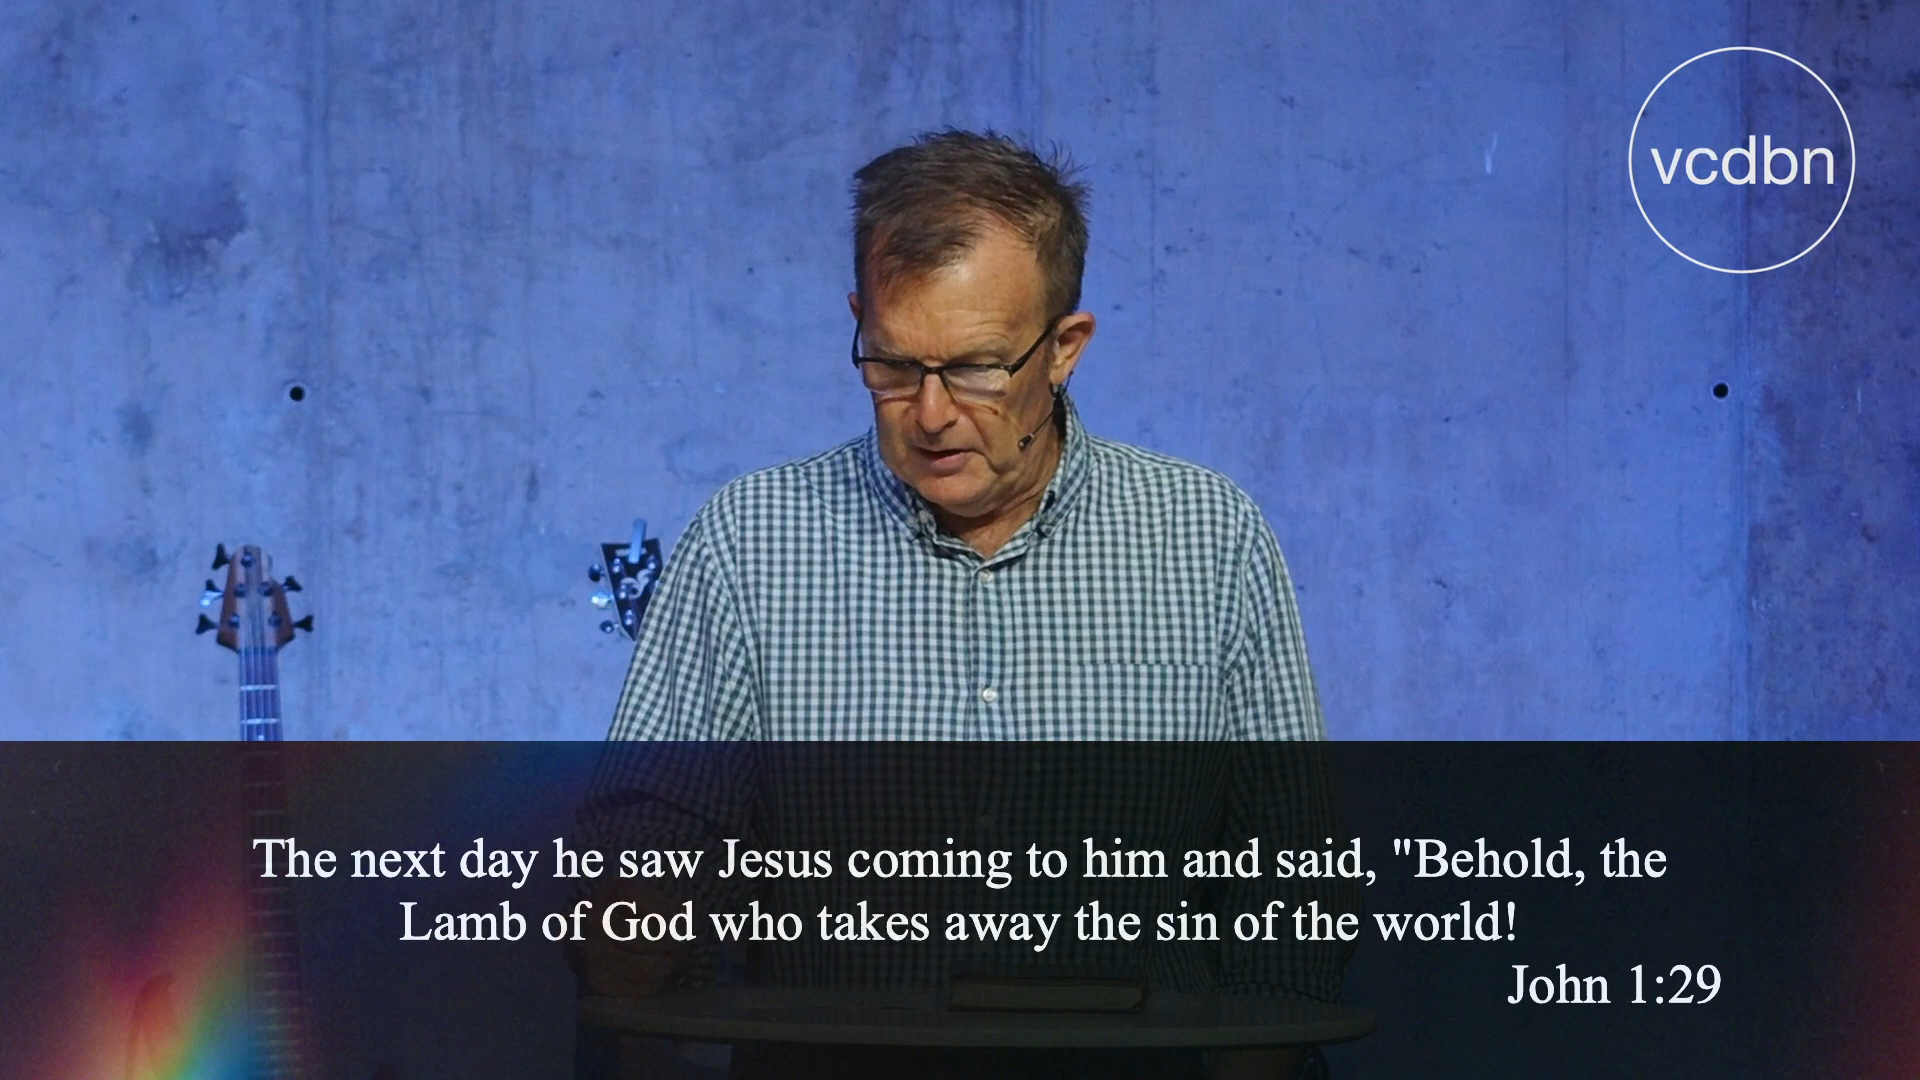 vcdbn
The next day he saw Jesus coming to him and said, "Behold, the
Lamb of God who takes away the sin of the world!
John 1:29